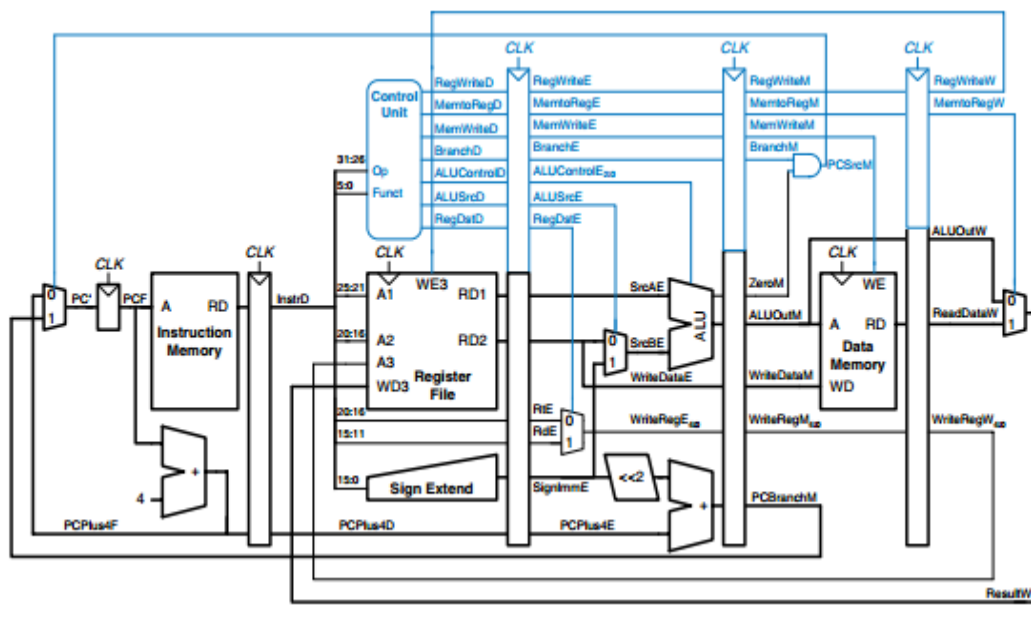 CLK CLK CLK
Control Unit
RegWriteD RegWriteE RegWriteM RegWriteW
MemtoRegD MemtoRegE MemtoRegM MemtoRegW
MemWriteD MemWriteE MemWriteM
BranchD BranchE BranchM
PCSrcM
31:26 Op
ALUControlD ALUControlE2:0
5:0 Funct
ALUSrcD ALUSrcE
RegDstD RegDstE
ALUOutW
CLK CLK CLK CLK
0 1 PC' PCF
A RD
Instruction Memory
InstrD
25:21 A1 WE3 RD1
SrcAE
ZeroM
WE
20:16 A2 RD2
0 1 SrcBE
ALU
ALUOutM
A RD
Data Memory
ReadDataW
0 1
A3
WD3
Register File
WriteDataE WriteDataM
WD
20:16 RtE 0
15:11 RdE 1
WriteRegE4:0 WriteRegM4:0 WriteRegW4:0
+
4
15:0 Sign Extend
SignImmE
<<2
+
PCBranchM
PCPlus4F PCPlus4D PCPlus4E
ResultW